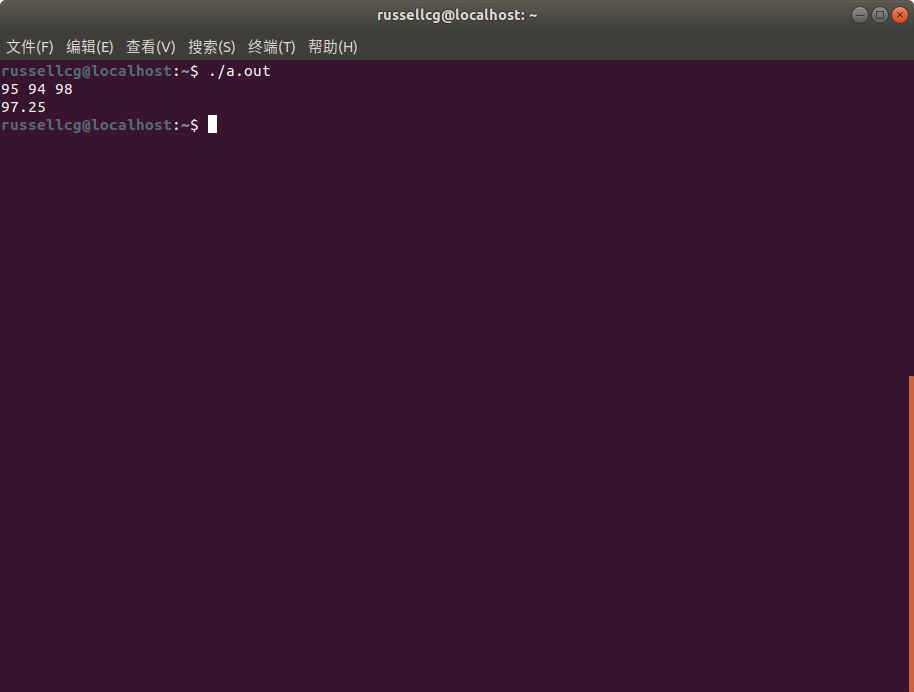 russellcg@localhost: ~
文件(F) 编辑(E) 查看(V) 搜索(S) 终端(T) 帮助(H)
russellcg@localhost:~$ ./a.out
95 94 98
97.25
russellcg@localhost:~$